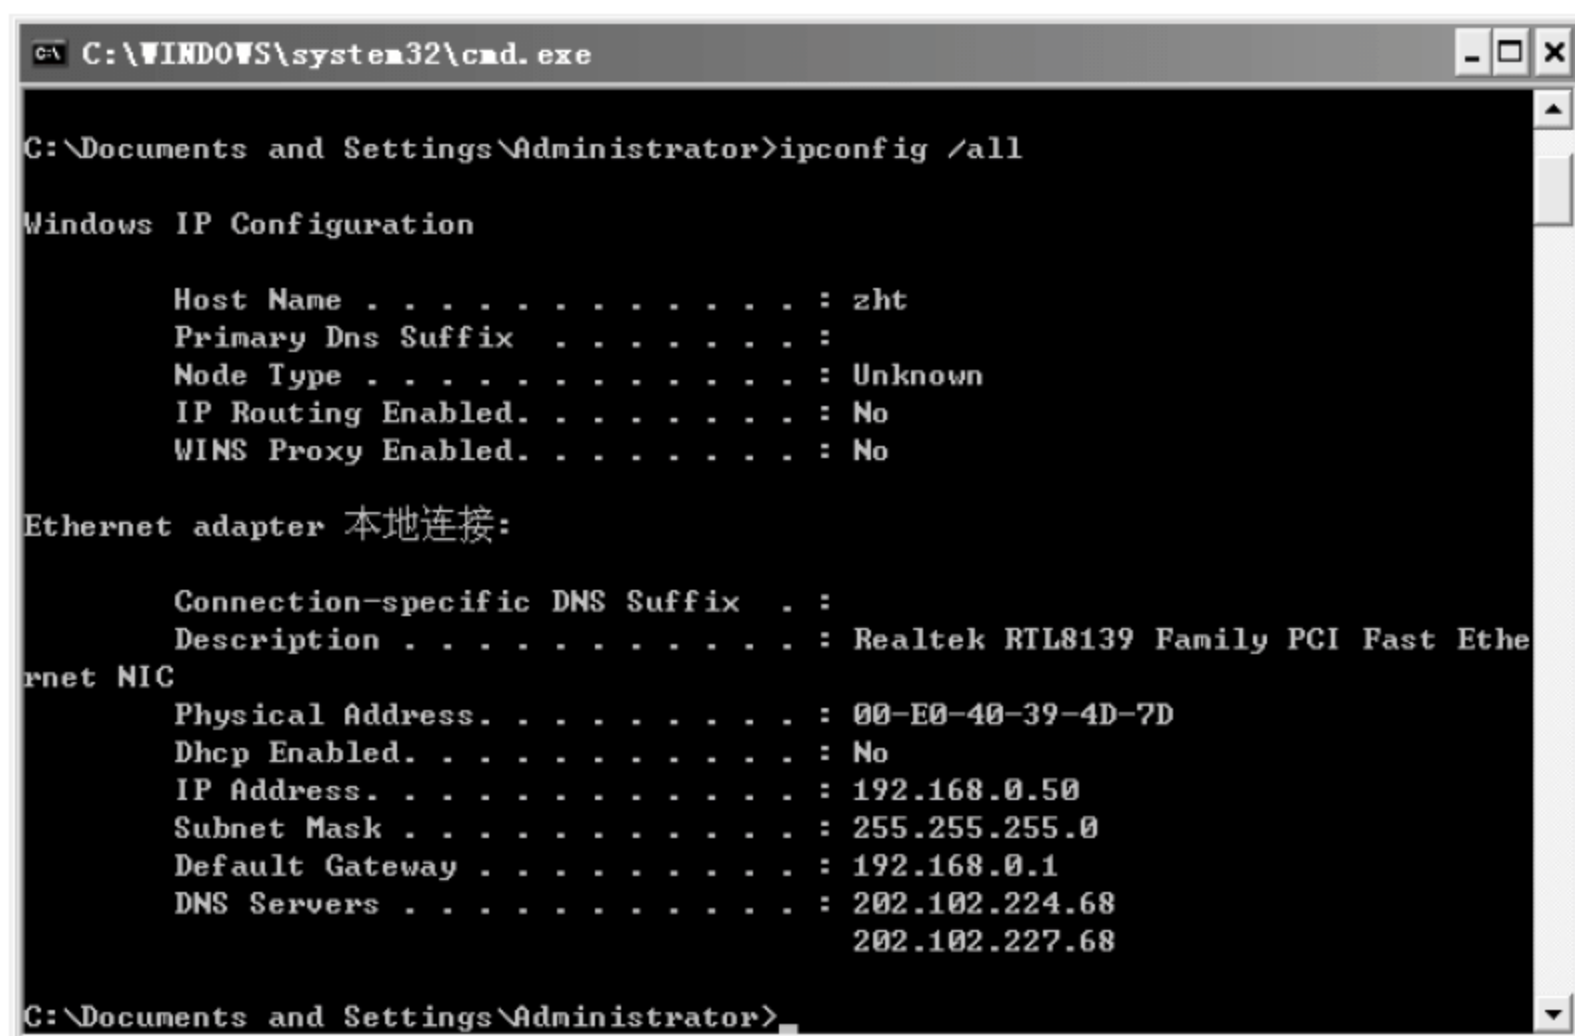 C:\WINDOWS\system32\cmd.exe
C:\Documents and Settings\Administrator>ipconfig /all
Windows IP Configuration
Host Name . . . . . . . . . . . . : zht
Primary Dns Suffix  . . . . . . . :
Node Type . . . . . . . . . . . . : Unknown
IP Routing Enabled. . . . . . . . : No
WINS Proxy Enabled. . . . . . . . : No
Ethernet adapter 本地连接:
Connection-specific DNS Suffix  . :
Description . . . . . . . . . . . : Realtek RTL8139 Family PCI Fast Ethe
rnet NIC
Physical Address. . . . . . . . . : 00-E0-40-39-4D-7D
Dhcp Enabled. . . . . . . . . . . : No
IP Address. . . . . . . . . . . . : 192.168.0.50
Subnet Mask . . . . . . . . . . . : 255.255.255.0
Default Gateway . . . . . . . . . : 192.168.0.1
DNS Servers . . . . . . . . . . . : 202.102.224.68
202.102.227.68
C:\Documents and Settings\Administrator>_